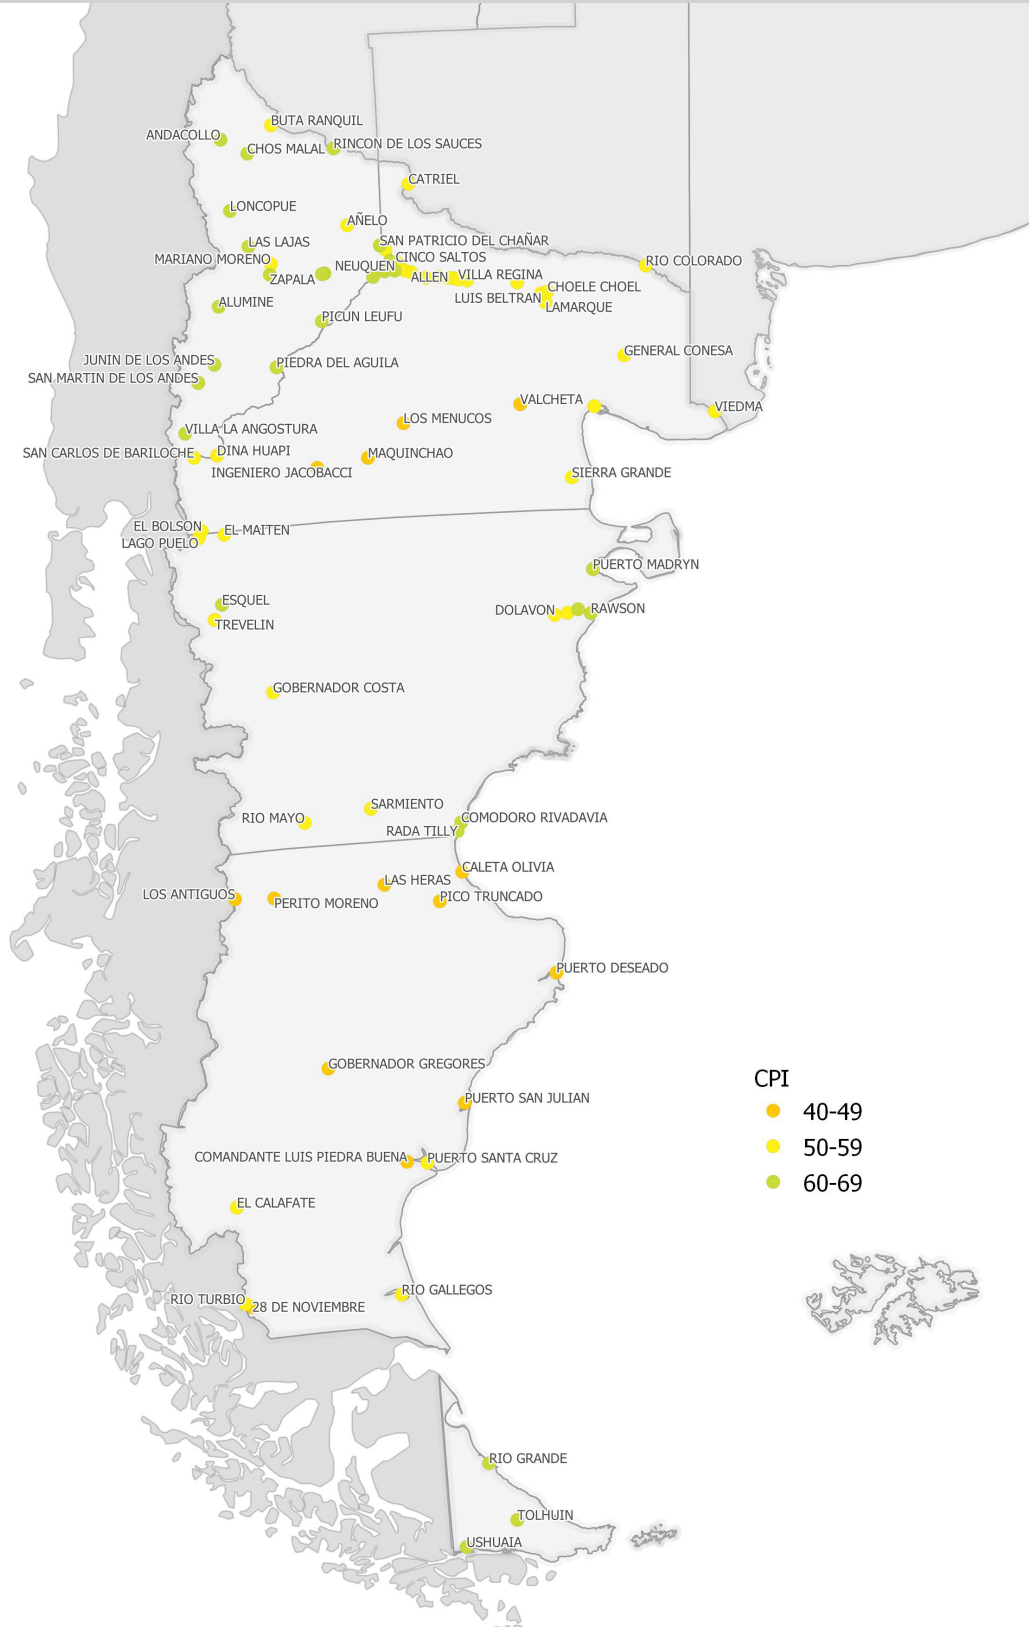 BUTA RANQUIL
ANDACOLLO
CHOS MALAL
RINCON DE LOS SAUCES
CATRIEL
LONCOPUE
AÑELO
LAS LAJAS
SAN PATRICIO DEL CHAÑAR
MARIANO MORENO
CINCO SALTOS
RIO COLORADO
NEUQUEN
ZAPALA
ALLEN
VILLA REGINA
CHOELE CHOEL
LUIS BELTRAN
LAMARQUE
ALUMINE
PICUN LEUFU
GENERAL CONESA
JUNIN DE LOS ANDES
PIEDRA DEL AGUILA
SAN MARTIN DE LOS ANDES
VALCHETA
VIEDMA
LOS MENUCOS
VILLA LA ANGOSTURA
SAN CARLOS DE BARILOCHE
DINA HUAPI
MAQUINCHAO
INGENIERO JACOBACCI
SIERRA GRANDE
EL BOLSON
EL MAITEN
LAGO PUELO
PUERTO MADRYN
ESQUEL
DOLAVON
RAWSON
TREVELIN
GOBERNADOR COSTA
SARMIENTO
RIO MAYO
COMODORO RIVADAVIA
RADA TILLY
CALETA OLIVIA
LAS HERAS
LOS ANTIGUOS
PERITO MORENO
PICO TRUNCADO
PUERTO DESEADO
GOBERNADOR GREGORES
PUERTO SAN JULIAN
COMANDANTE LUIS PIEDRA BUENA
PUERTO SANTA CRUZ
EL CALAFATE
RIO GALLEGOS
RIO TURBIO
28 DE NOVIEMBRE
RIO GRANDE
TOLHUIN
USHUAIA
CPI
40-49
50-59
60-69